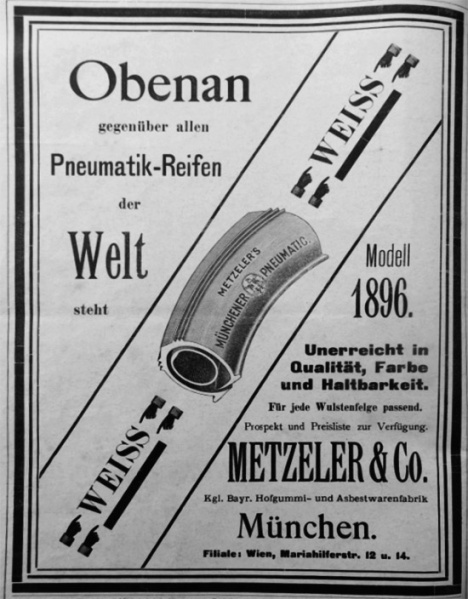 Obenan
gegenüber allen
Pneumatik-Reifen
der
Welt
steht
WEISS
METZELER'S
MÜNCHENER PNEUMATIC.
Modell
1896.
Unerreicht in
Qualität, Farbe
und Haltbarkeit.
Für jede Wulstenfelge passend.
Prospekt und Preisliste zur Verfügung.
WEISS
METZELER & Co.
Kgl. Bayr. Hofgummi- und Asbestwarenfabrik
München.
Filiale: Wien, Mariahilferstr. 12 u. 14.